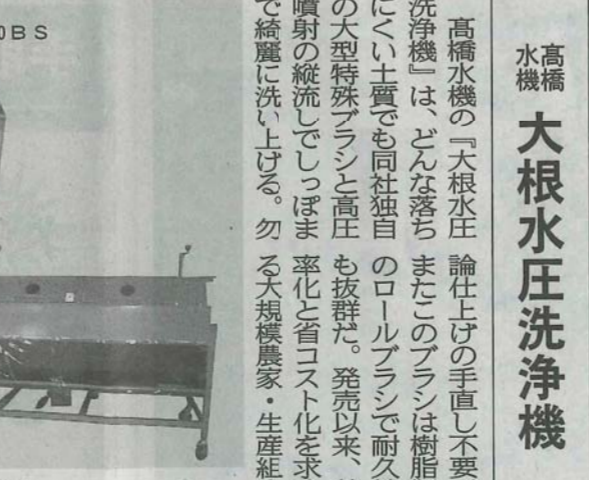 髙橋水機
大根水圧洗浄機
髙橋水機の『大根水圧
洗浄機』は、どんな落ち
にくい土質でも同社独自
の大型特殊ブラシと高圧
噴射の縦流しでしっぽま
で綺麗に洗い上げる。勿
論仕上げの手直し不要
またこのブラシは樹脂
のロールブラシで耐久
も抜群だ。発売以来、
率化と省コスト化を求
る大規模農家・生産組
0BS